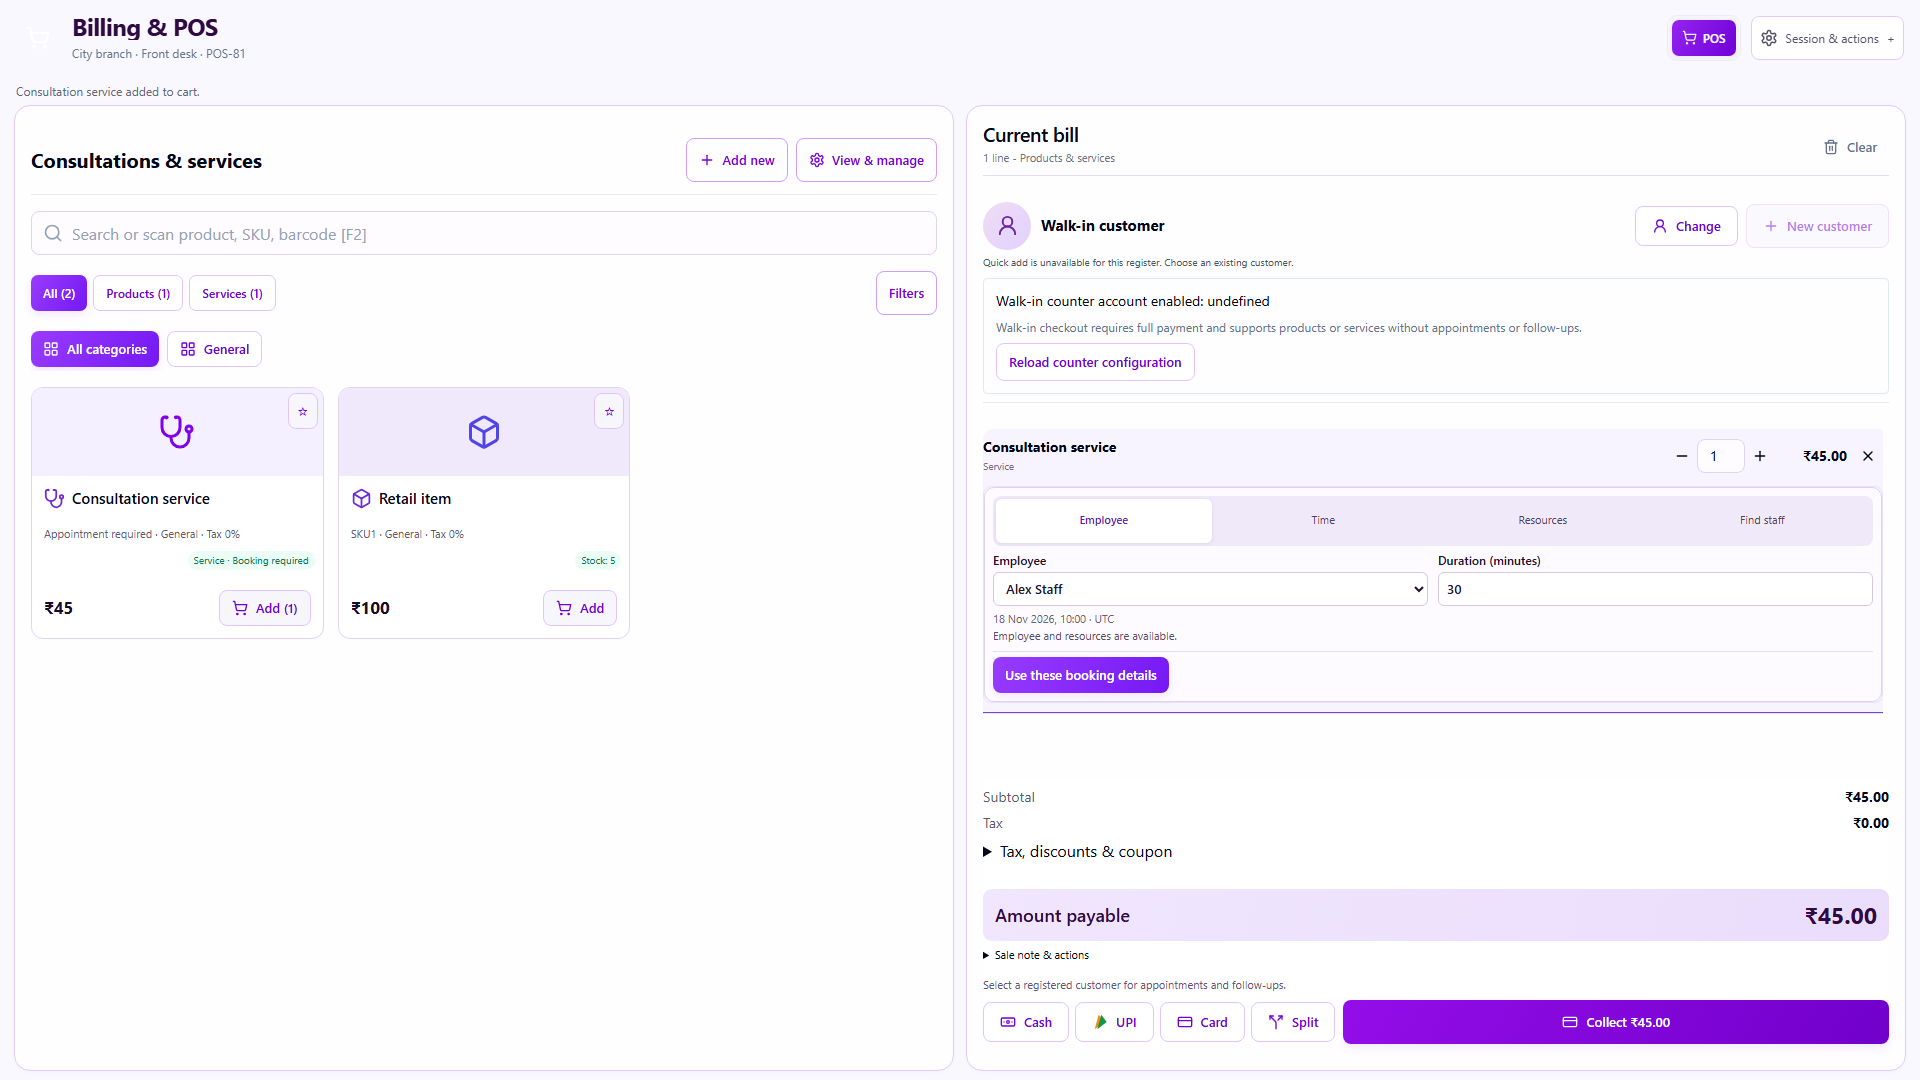 Billing & POS
City branch · Front desk · POS-81
POS
Session & actions +
Consultation service added to cart.
Consultations & services
+ Add new
View & manage
Search or scan product, SKU, barcode [F2]
All (2)
Products (1)
Services (1)
Filters
All categories
General
☆
☆
Consultation service
Appointment required · General · Tax 0%
Service · Booking required
₹45
Add (1)
Retail item
SKU1 · General · Tax 0%
Stock: 5
₹100
Add
Current bill
1 line - Products & services
Clear
Walk-in customer
Change
+ New customer
Quick add is unavailable for this register. Choose an existing customer.
Walk-in counter account enabled: undefined
Walk-in checkout requires full payment and supports products or services without appointments or follow-ups.
Reload counter configuration
Consultation service
Service
1
₹45.00
Employee
Time
Resources
Find staff
Employee
Duration (minutes)
Alex Staff
30
18 Nov 2026, 10:00 · UTC
Employee and resources are available.
Use these booking details
Subtotal
₹45.00
Tax
₹0.00
Tax, discounts & coupon
Amount payable
₹45.00
Sale note & actions
Select a registered customer for appointments and follow-ups.
Cash
UPI
Card
Split
Collect ₹45.00